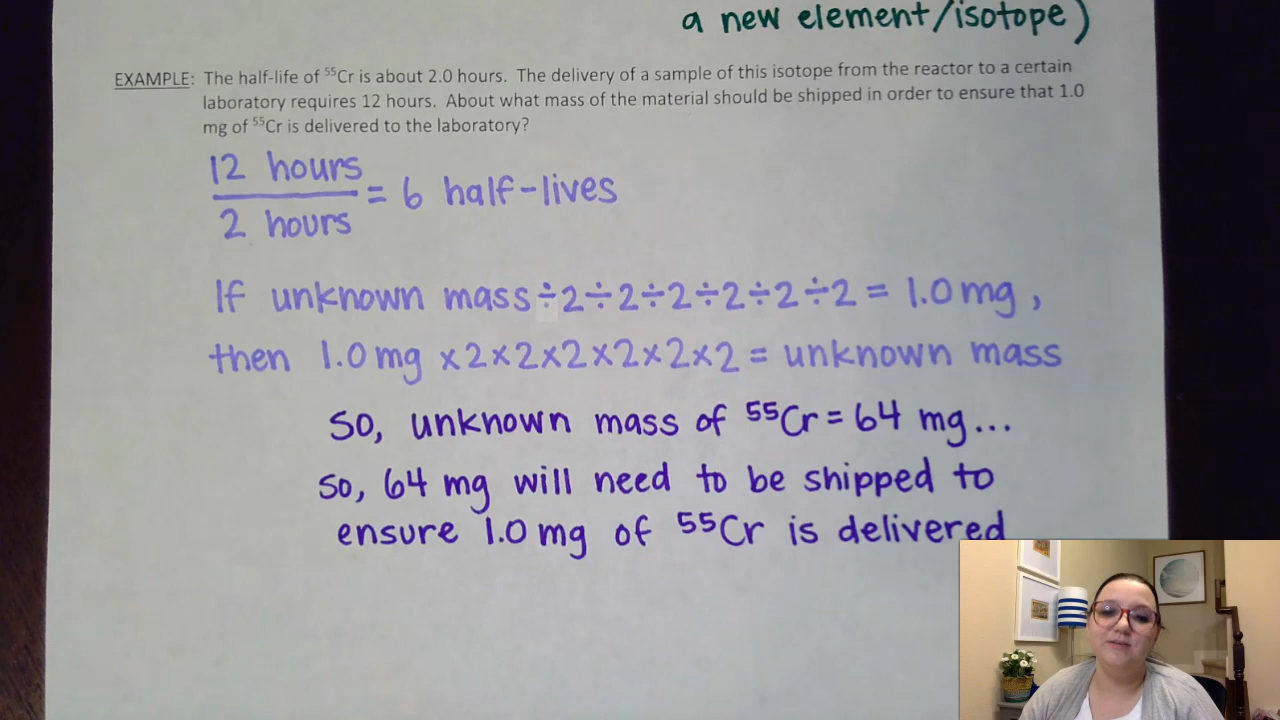 a new element/isotope)
EXAMPLE: The half-life of ⁵⁵Cr is about 2.0 hours. The delivery of a sample of this isotope from the reactor to a certain
laboratory requires 12 hours. About what mass of the material should be shipped in order to ensure that 1.0
mg of ⁵⁵Cr is delivered to the laboratory?
12 hours
2 hours
= 6 half-lives
If unknown mass÷2÷2÷2÷2÷2÷2 = 1.0 mg,
then 1.0 mg x2x2x2x2x2x2 = unknown mass
so, unknown mass of ⁵⁵Cr = 64 mg...
so, 64 mg will need to be shipped to
ensure 1.0 mg of ⁵⁵Cr is delivered